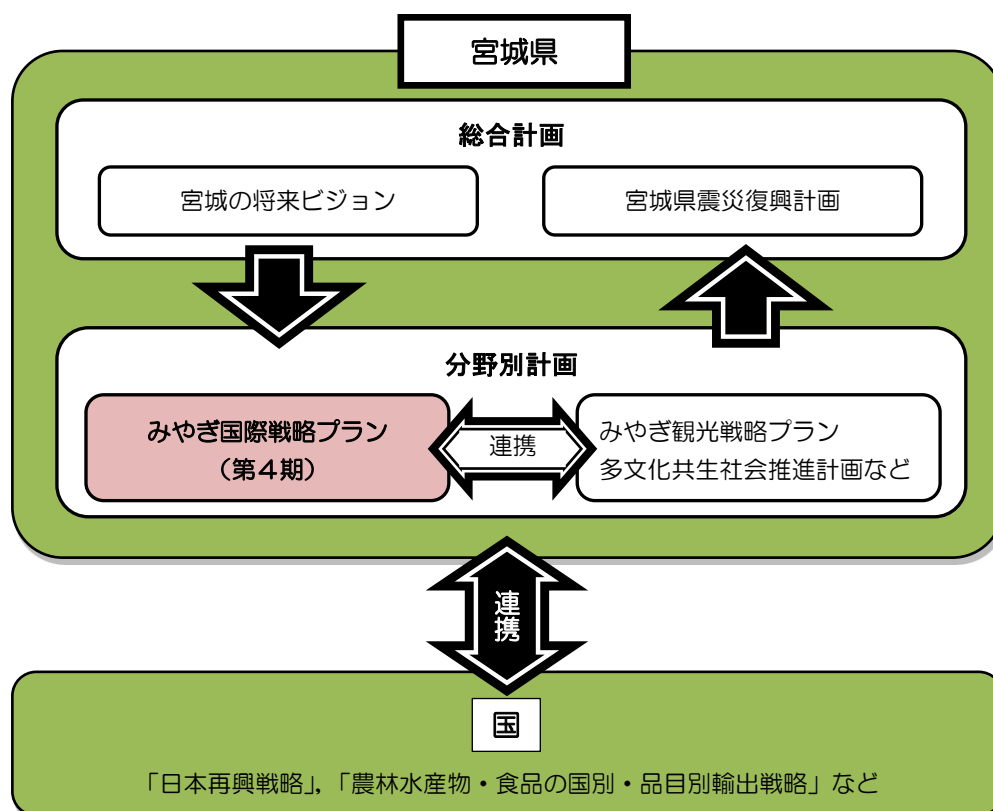 宮城県
総合計画
宮城の将来ビジョン
宮城県震災復興計画
分野別計画
みやぎ国際戦略プラン
（第４期）
連携
みやぎ観光戦略プラン
多文化共生社会推進計画など
連携
国
「日本再興戦略」，「農林水産物・食品の国別・品目別輸出戦略」など